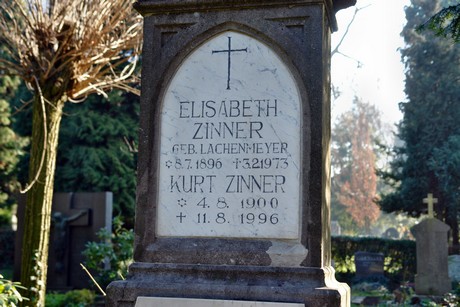 ELISABETH
ZINNER
GEB. LACHENMEYER
* 8.7.1896 † 3.2.1973
KURT ZINNER
* 4. 8. 1900
† 11. 8. 1996